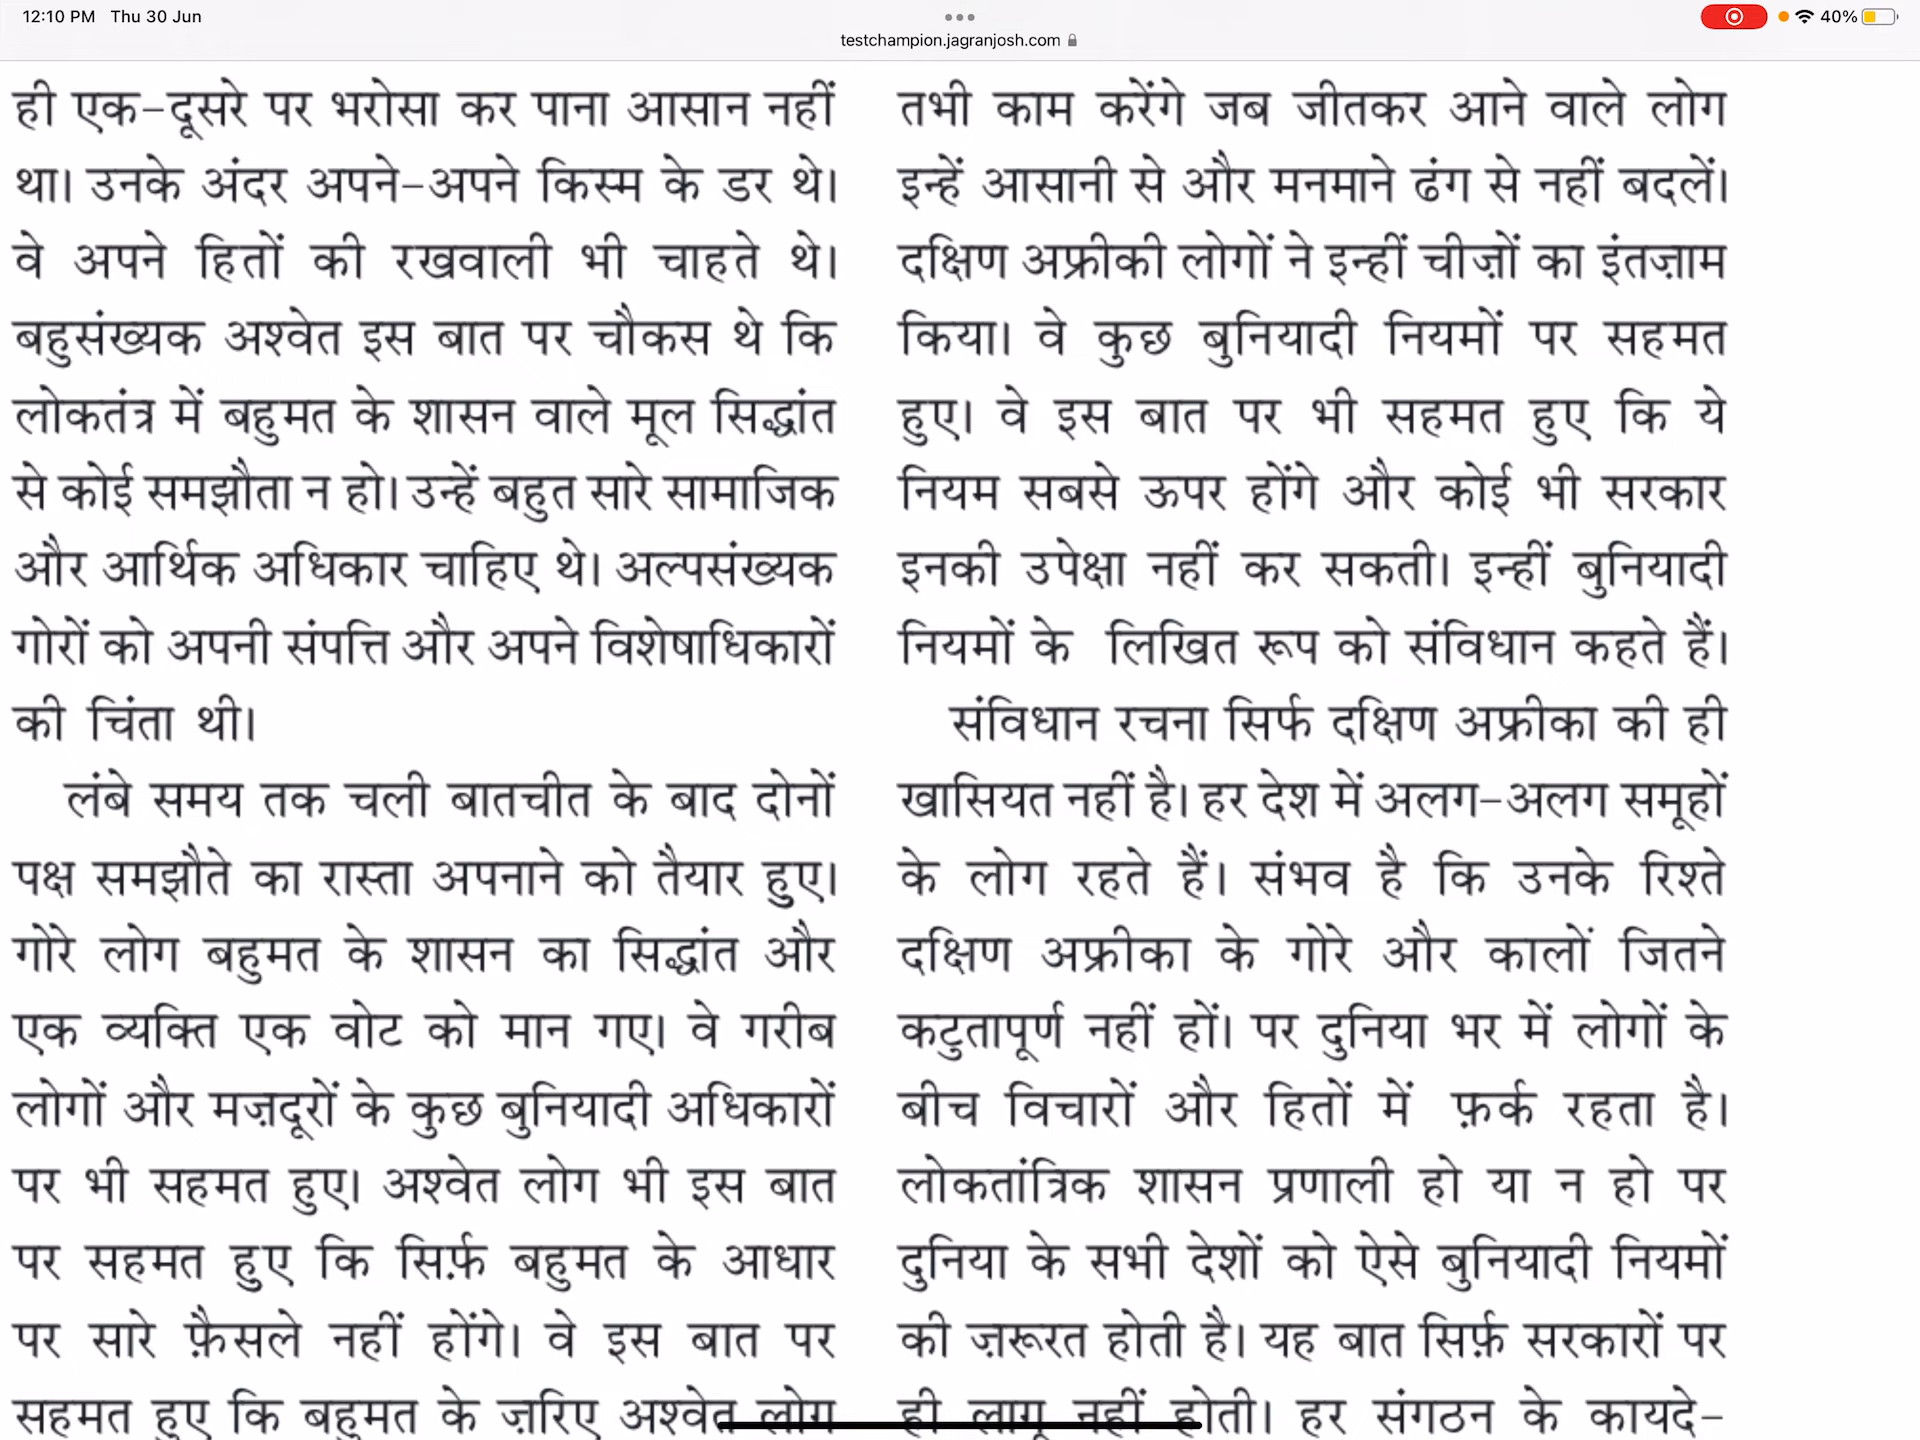 12:10 PM Thu 30 Jun
40%
testchampion.jagranjosh.com
ही एक-दूसरे पर भरोसा कर पाना आसान नहीं
था। उनके अंदर अपने-अपने किस्म के डर थे।
वे अपने हितों की रखवाली भी चाहते थे।
बहुसंख्यक अश्वेत इस बात पर चौकस थे कि
लोकतंत्र में बहुमत के शासन वाले मूल सिद्धांत
से कोई समझौता न हो। उन्हें बहुत सारे सामाजिक
और आर्थिक अधिकार चाहिए थे। अल्पसंख्यक
गोरों को अपनी संपत्ति और अपने विशेषाधिकारों
की चिंता थी।
लंबे समय तक चली बातचीत के बाद दोनों
पक्ष समझौते का रास्ता अपनाने को तैयार हुए।
गोरे लोग बहुमत के शासन का सिद्धांत और
एक व्यक्ति एक वोट को मान गए। वे गरीब
लोगों और मज़दूरों के कुछ बुनियादी अधिकारों
पर भी सहमत हुए। अश्वेत लोग भी इस बात
पर सहमत हुए कि सिर्फ़ बहुमत के आधार
पर सारे फ़ैसले नहीं होंगे। वे इस बात पर
सहमत हुए कि बहुमत के ज़रिए अश्वेत लोग
तभी काम करेंगे जब जीतकर आने वाले लोग
इन्हें आसानी से और मनमाने ढंग से नहीं बदलें।
दक्षिण अफ्रीकी लोगों ने इन्हीं चीज़ों का इंतज़ाम
किया। वे कुछ बुनियादी नियमों पर सहमत
हुए। वे इस बात पर भी सहमत हुए कि ये
नियम सबसे ऊपर होंगे और कोई भी सरकार
इनकी उपेक्षा नहीं कर सकती। इन्हीं बुनियादी
नियमों के लिखित रूप को संविधान कहते हैं।
संविधान रचना सिर्फ दक्षिण अफ्रीका की ही
खासियत नहीं है। हर देश में अलग-अलग समूहों
के लोग रहते हैं। संभव है कि उनके रिश्ते
दक्षिण अफ्रीका के गोरे और कालों जितने
कटुतापूर्ण नहीं हों। पर दुनिया भर में लोगों के
बीच विचारों और हितों में फ़र्क रहता है।
लोकतांत्रिक शासन प्रणाली हो या न हो पर
दुनिया के सभी देशों को ऐसे बुनियादी नियमों
की ज़रूरत होती है। यह बात सिर्फ़ सरकारों पर
ही लागू नहीं होती। हर संगठन के कायदे-